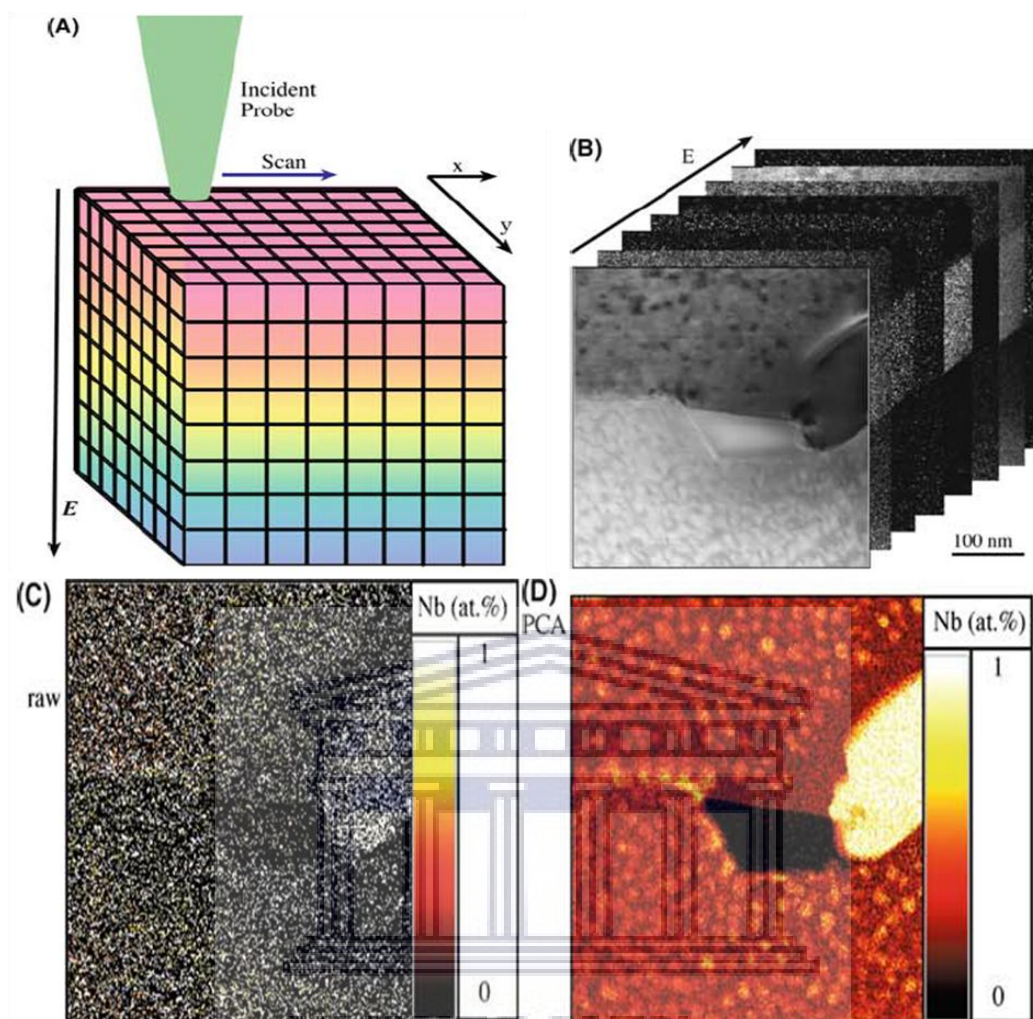 (A)
Incident
Probe
Scan
x
y
E
(B)
E
100 nm
(C)
raw
Nb (at.%)
1
0
(D)
PCA
Nb (at.%)
1
0